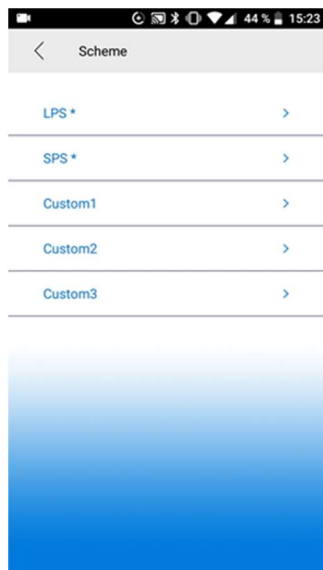 44 % 15:23
Scheme
LPS *
SPS *
Custom1
Custom2
Custom3